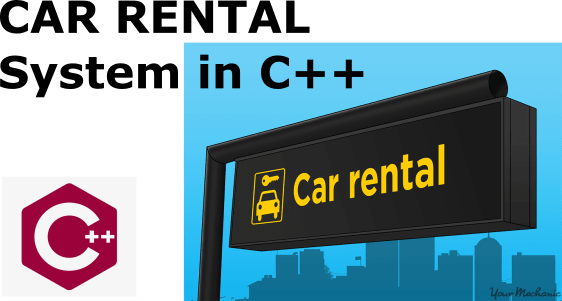 CAR RENTAL
System in C++
Car rental
C++
YourMechanic